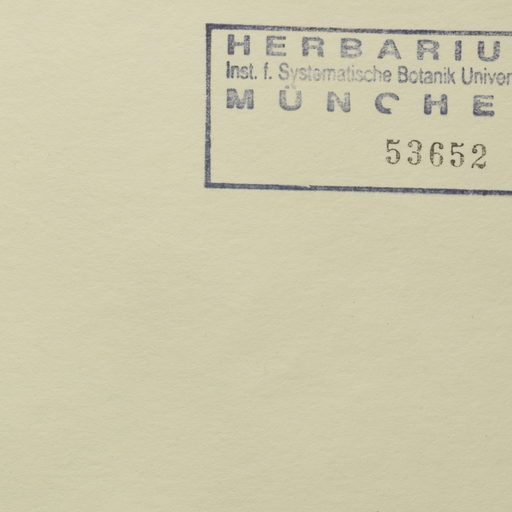 HERBARIU
Inst. f. Systematische Botanik Univer
MÜNCHE
53652